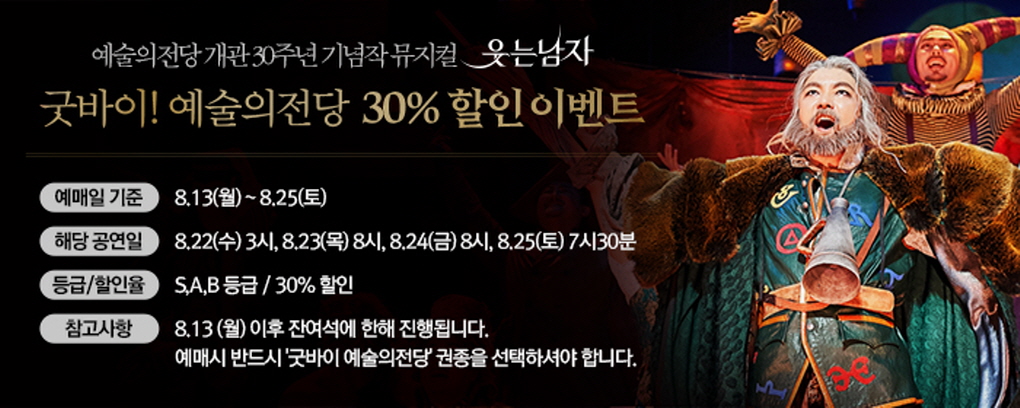 예술의전당 개관 30주년 기념작 뮤지컬 웃는남자
굿바이! 예술의전당 30% 할인 이벤트
예매일 기준 8.13(월) ~ 8.25(토)
해당 공연일 8.22(수) 3시, 8.23(목) 8시, 8.24(금) 8시, 8.25(토) 7시30분
등급/할인율 S,A,B 등급 / 30% 할인
참고사항 8.13 (월) 이후 잔여석에 한해 진행됩니다.
예매시 반드시 '굿바이 예술의전당' 권종을 선택하셔야 합니다.